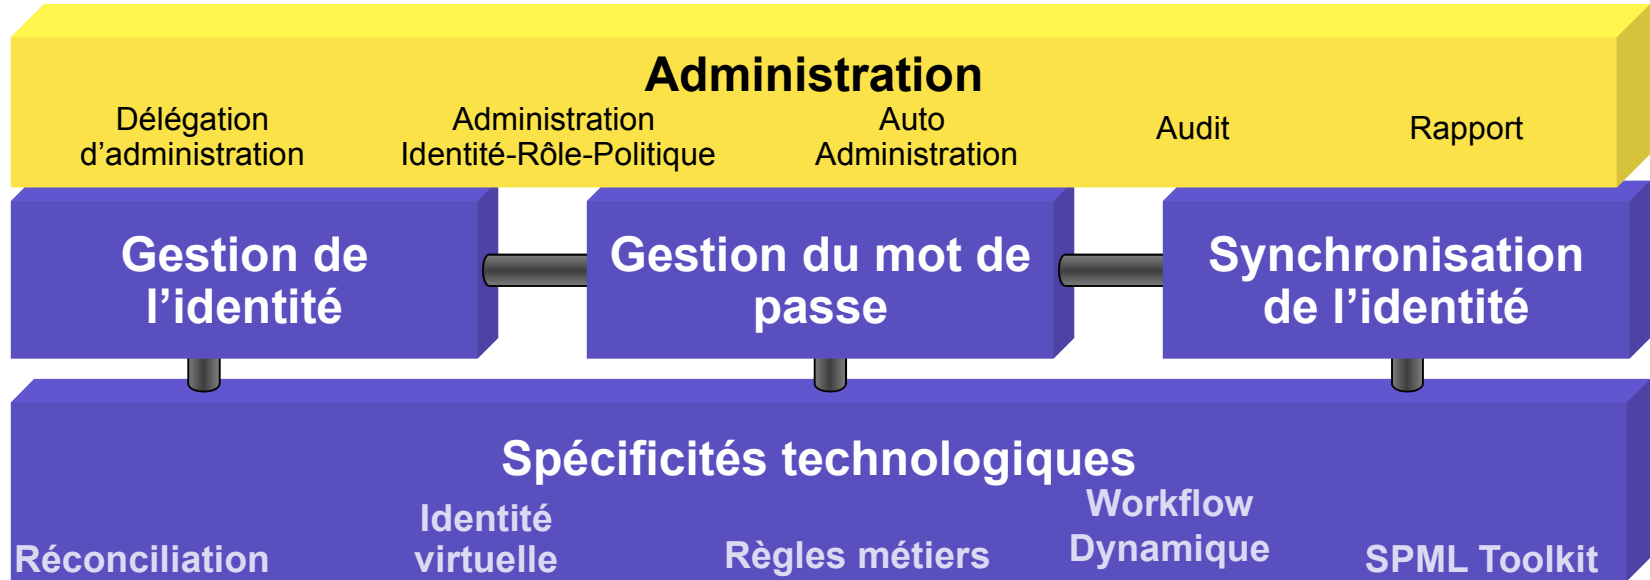 Administration
Délégation
d’administration
Administration
Identité-Rôle-Politique
Auto
Administration
Audit
Rapport
Gestion de
l’identité
Gestion du mot de
passe
Synchronisation
de l’identité
Spécificités technologiques
Réconciliation
Identité
virtuelle
Règles métiers
Workflow
Dynamique
SPML Toolkit